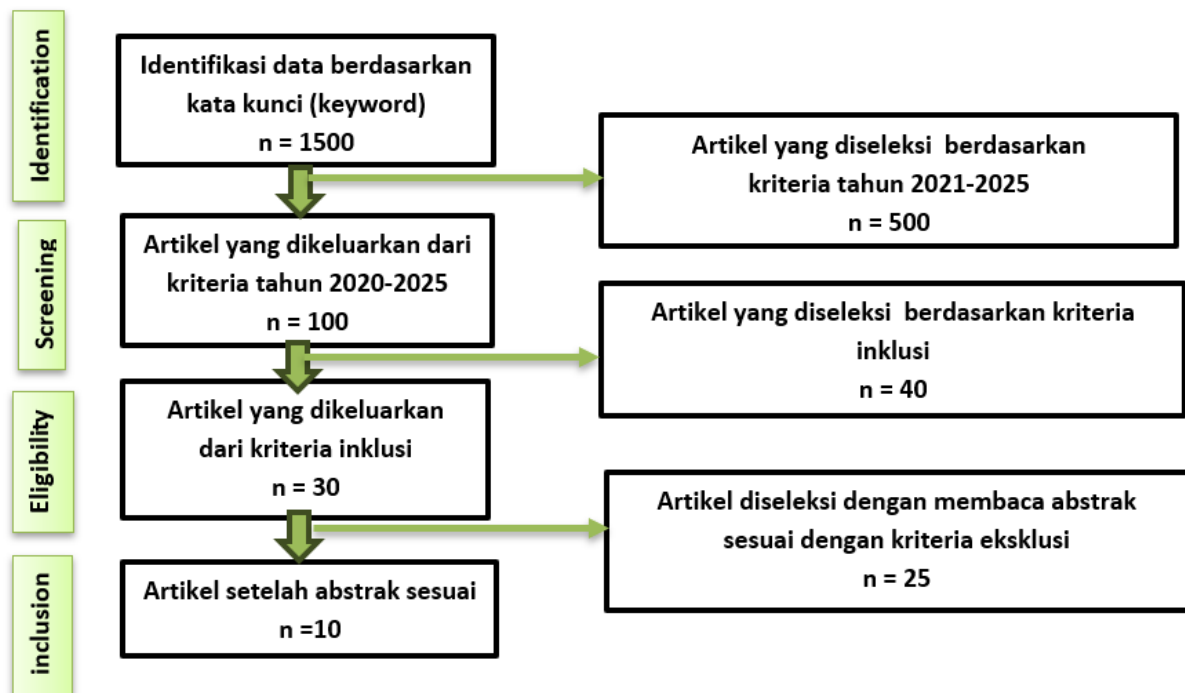 Identification
Identifikasi data berdasarkan
kata kunci (keyword)
n = 1500
Artikel yang diseleksi  berdasarkan
kriteria tahun 2021-2025
n = 500
Screening
Artikel yang dikeluarkan dari
kriteria tahun 2020-2025
n = 100
Artikel yang diseleksi  berdasarkan kriteria
inklusi
n = 40
Eligibility
Artikel yang dikeluarkan
dari kriteria inklusi
n = 30
Artikel diseleksi dengan membaca abstrak
sesuai dengan kriteria eksklusi
n = 25
inclusion
Artikel setelah abstrak sesuai
n =10